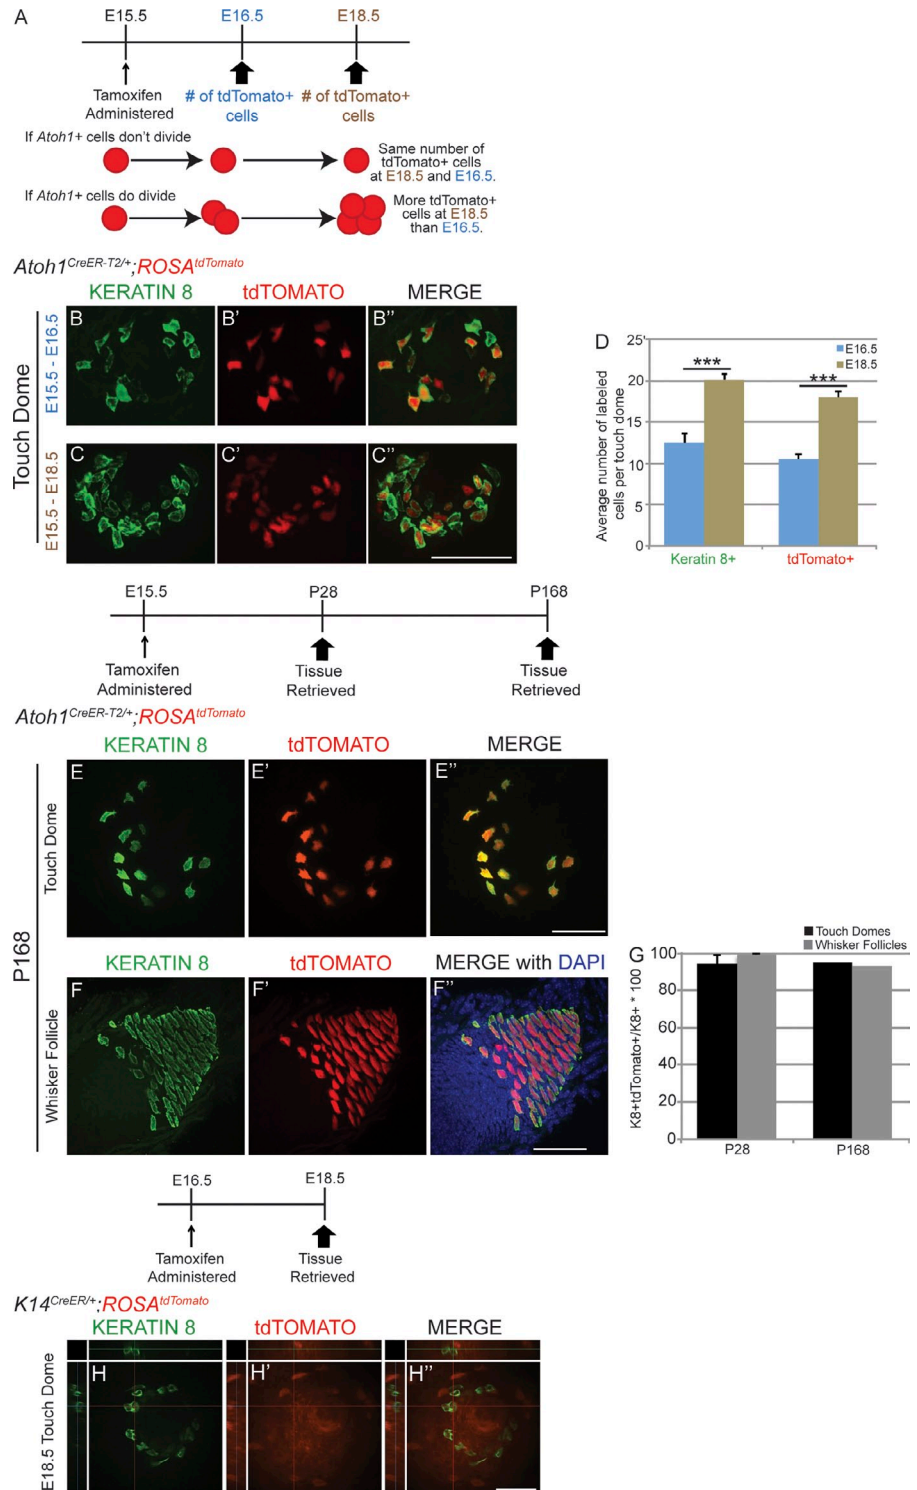 A
E15.5 E16.5 E18.5
Tamoxifen
Administered
# of tdTomato+
cells
# of tdTomato+
cells
If Atoh1+ cells don't divide
Same number of
tdTomato+ cells
at E18.5 and E16.5.
If Atoh1+ cells do divide
More tdTomato+
cells at E18.5
than E16.5.
Atoh1CreER-T2/+;ROSAtdTomato
KERATIN 8 tdTOMATO MERGE
Touch Dome
E15.5 - E16.5
B B' B''
E15.5 - E18.5
C C' C''
D
E16.5
E18.5
Average number of labeled
cells per touch dome
25'
20
15
10
5'
0
*** ***
Keratin 8+ tdTomato+
E15.5 P28 P168
Tamoxifen
Administered
Tissue
Retrieved
Tissue
Retrieved
Atoh1CreER-T2/+;ROSAtdTomato
KERATIN 8 tdTOMATO MERGE
P168
Touch Dome
E E' E''
KERATIN 8 tdTOMATO MERGE with DAPI
Whisker Follicle
F F' F''
G
Touch Domes
Whisker Follicles
K8+tdTomato+/K8+ * 100
100
80
60
40
20
0
P28 P168
E16.5 E18.5
Tamoxifen
Administered
Tissue
Retrieved
K14CreER/+;ROSAtdTomato
KERATIN 8 tdTOMATO MERGE
E18.5 Touch Dome
H H' H''